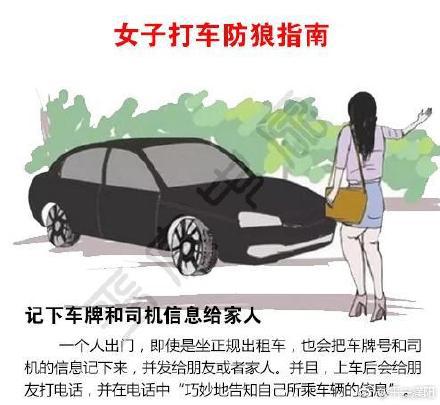 女子打车防狼指南
记下车牌和司机信息给家人
一个人出门，即使是坐正规出租车，也会把车牌号和司
机的信息记下来，并发给朋友或者家人。并且，上车后会给朋
友打电话，并在电话中“巧妙地告知自己所乘车辆的信息”。